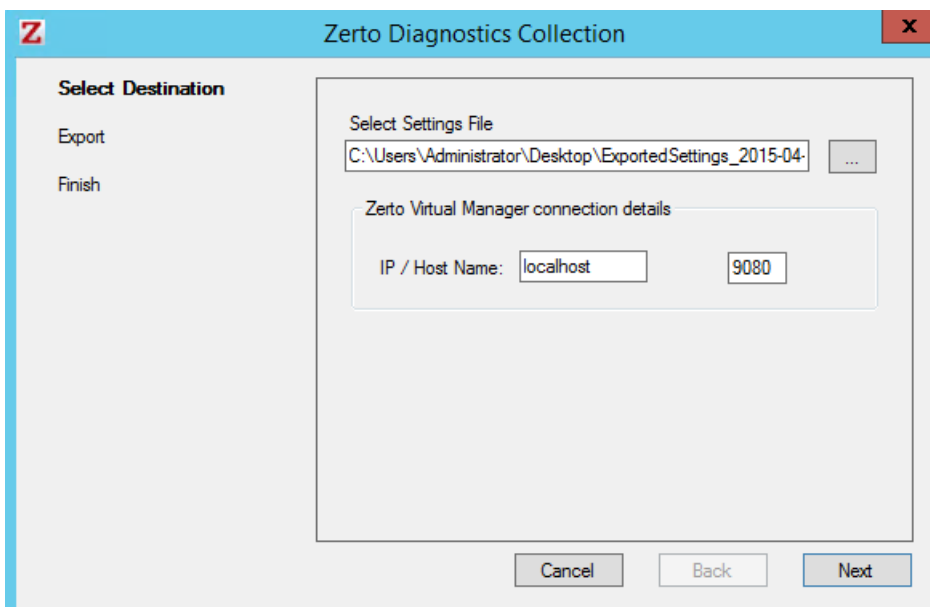 Z
Zerto Diagnostics Collection
x
Select Destination
Export
Finish
Select Settings File
C:\Users\Administrator\Desktop\ExportedSettings_2015-04-
...
Zerto Virtual Manager connection details
IP / Host Name: localhost 9080
Cancel Back Next